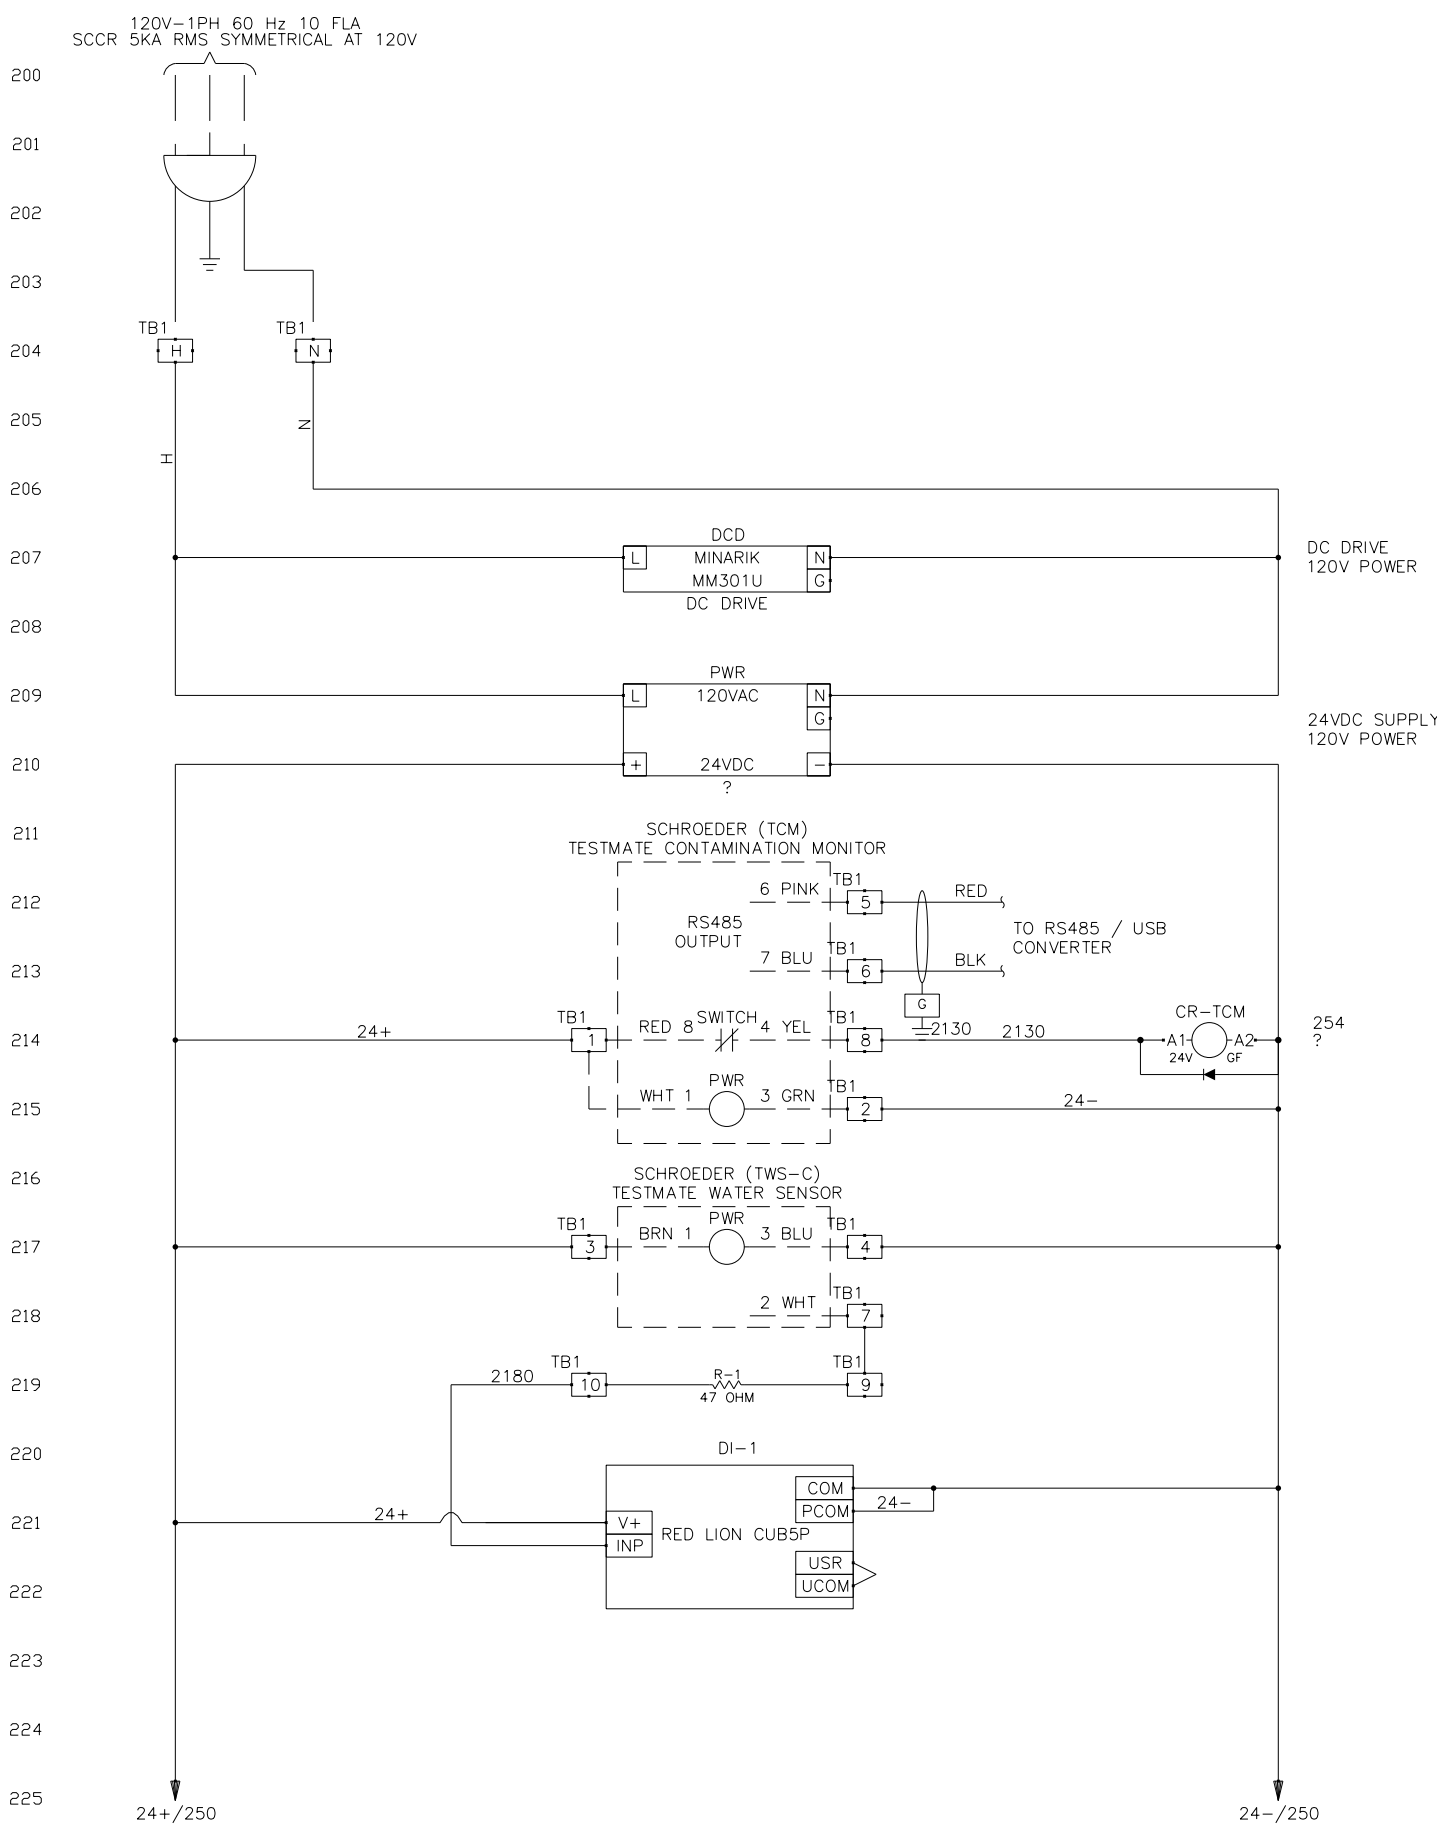 120V-1PH 60 Hz 10 FLA
SCCR 5KA RMS SYMMETRICAL AT 120V
200
201
202
203
TB1
TB1
204
H
N
205
N
H
206
DCD
207
L
MINARIK
N
DC DRIVE
MM301U
G
120V POWER
DC DRIVE
208
PWR
209
L
120VAC
N
G
24VDC SUPPLY
120V POWER
210
+
24VDC
-
?
211
SCHROEDER (TCM)
TESTMATE CONTAMINATION MONITOR
TB1
212
6 PINK
5
RED
RS485
OUTPUT
TO RS485 / USB
CONVERTER
TB1
213
7 BLU
6
BLK
G
TB1
SWITCH
TB1
CR-TCM
214
24+
1
RED 8
4 YEL
8
2130
2130
A1
A2
254
?
24V
GF
PWR
TB1
215
WHT 1
3 GRN
2
24-
216
SCHROEDER (TWS-C)
TESTMATE WATER SENSOR
TB1
PWR
TB1
217
3
BRN 1
3 BLU
4
TB1
218
2 WHT
7
TB1
TB1
219
2180
10
R-1
47 OHM
9
220
DI-1
COM
PCOM
24-
221
24+
V+
INP
RED LION CUB5P
USR
222
UCOM
223
224
225
24+/250
24-/250